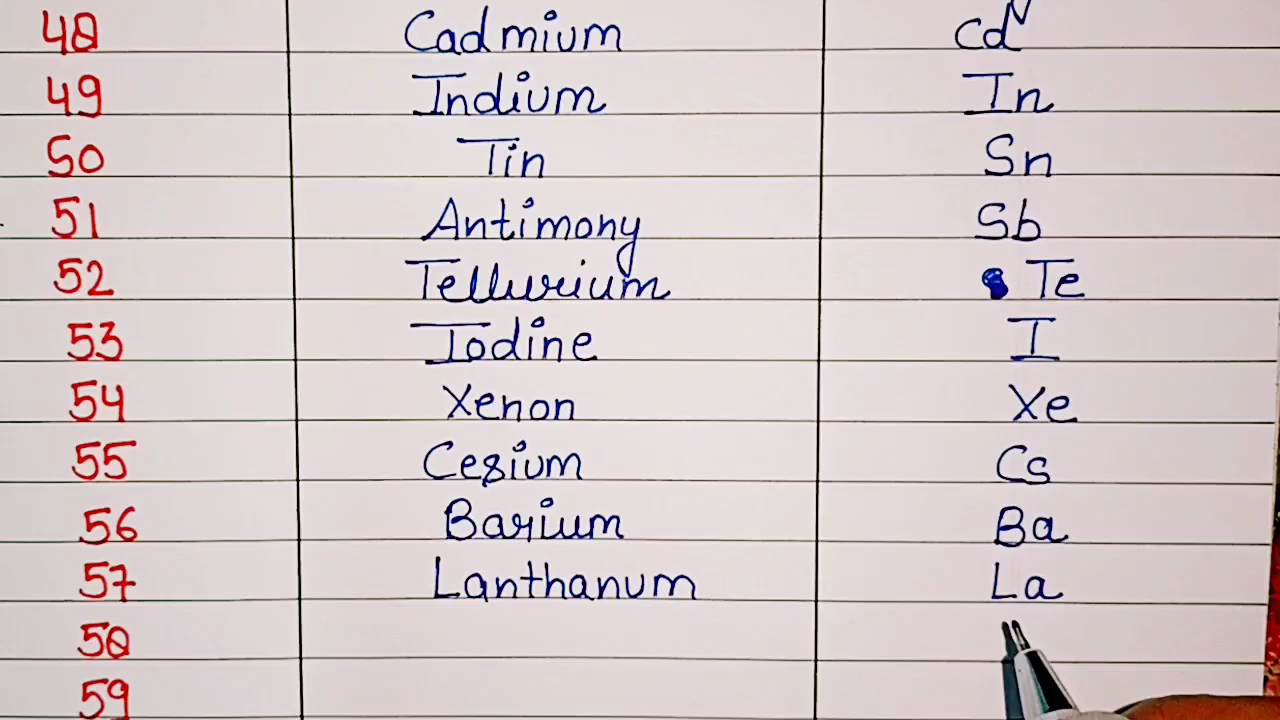 48 Cadmium Cd
49 Indium In
50 Tin Sn
51 Antimony Sb
52 Tellurium Te
53 Iodine I
54 Xenon Xe
55 Cesium Cs
56 Barium Ba
57 Lanthanum La
58
59